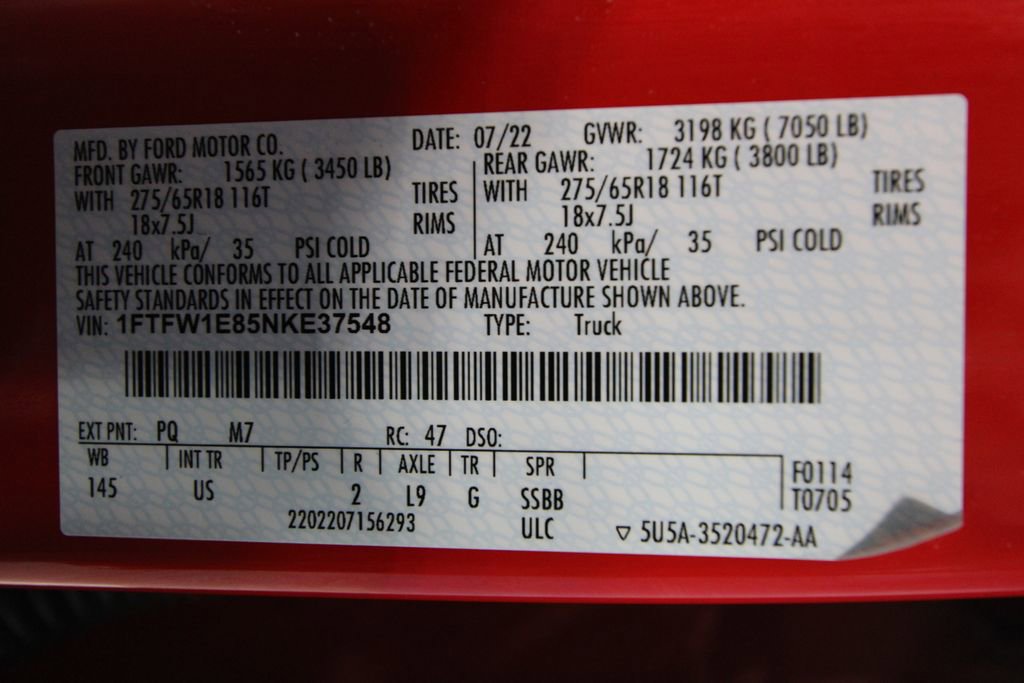 MFD. BY FORD MOTOR CO. DATE: 07/22 GVWR: 3198 KG ( 7050 LB)
FRONT GAWR: 1565 KG ( 3450 LB) REAR GAWR: 1724 KG ( 3800 LB)
WITH 275/65R18 116T TIRES WITH 275/65R18 116T TIRES
18x7.5J RIMS 18x7.5J RIMS
AT 240 kPa/ 35 PSI COLD AT 240 kPa/ 35 PSI COLD
THIS VEHICLE CONFORMS TO ALL APPLICABLE FEDERAL MOTOR VEHICLE
SAFETY STANDARDS IN EFFECT ON THE DATE OF MANUFACTURE SHOWN ABOVE.
VIN: 1FTFW1E85NKE37548 TYPE: Truck
EXT PNT: PQ M7 RC: 47 DSO:
WB INT TR TP/PS R AXLE TR SPR F0114
145 US 2 L9 G SSBB T0705
2202207156293 ULC ▽ 5U5A-3520472-AA